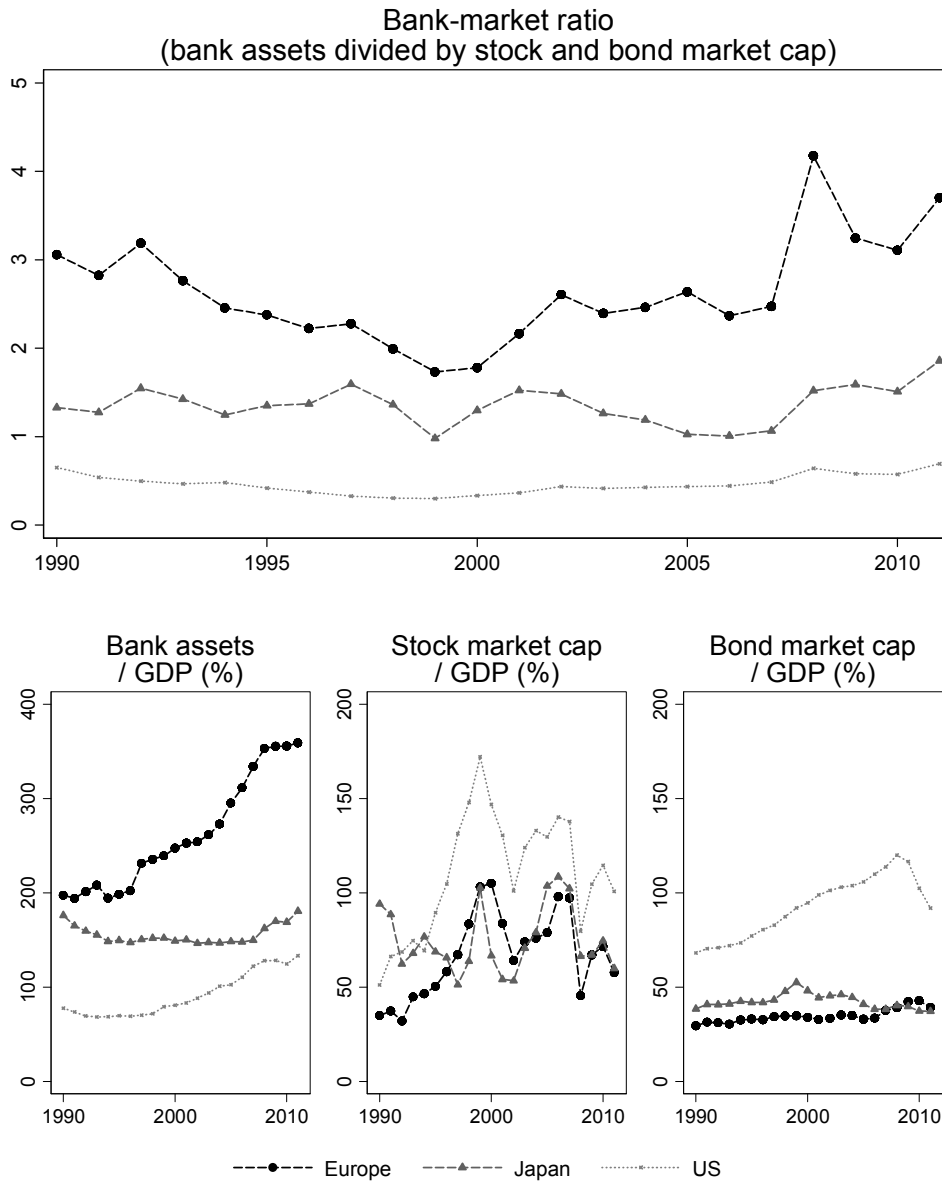 Bank-market ratio
(bank assets divided by stock and bond market cap)
5
4
3
2
1
0
1990 1995 2000 2005 2010
Bank assets
/ GDP (%)
400
300
200
100
0
1990 2000 2010
Stock market cap
/ GDP (%)
200
150
100
50
0
1990 2000 2010
Bond market cap
/ GDP (%)
200
150
100
50
0
1990 2000 2010
Europe Japan US